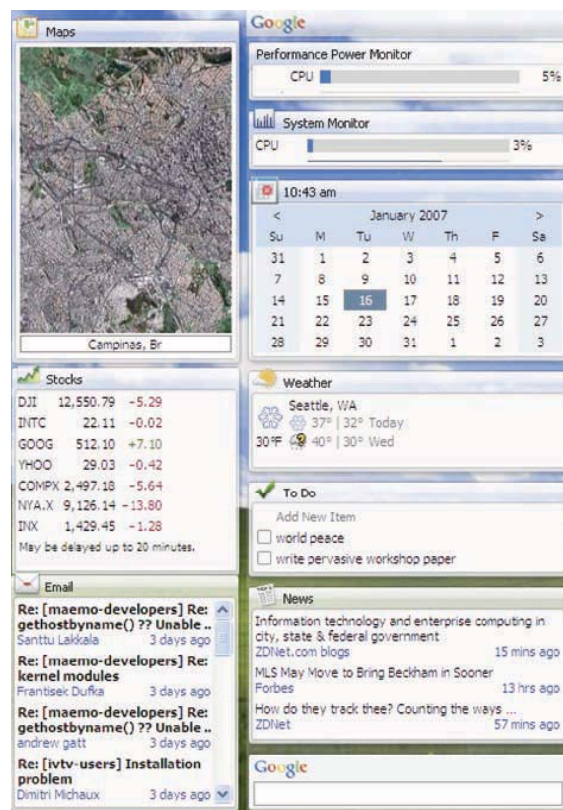 Maps
Campinas, Br
Stocks
DJI 12,550.79 -5.29
INTC 22.11 -0.02
GOOG 512.10 +7.10
YHOO 29.03 -0.42
COMPX 2,497.18 -5.64
NYA.X 9,126.14 -13.80
INX 1,429.45 -1.28
May be delayed up to 20 minutes.
Email
Re: [maemo-developers] Re:
gethostbyname() ?? Unable ..
Santtu Lakkala 3 days ago
Re: [maemo-developers] Re:
kernel modules
Frantisek Dufka 3 days ago
Re: [maemo-developers] Re:
gethostbyname() ?? Unable ..
andrew gatt 3 days ago
Re: [ivtv-users] Installation
problem
Dimitri Michaux 3 days ago
Google
Performance Power Monitor
CPU 5%
System Monitor
CPU 3%
10:43 am
< January 2007 >
Su M Tu W Th F Sa
31 1 2 3 4 5 6
7 8 9 10 11 12 13
14 15 16 17 18 19 20
21 22 23 24 25 26 27
28 29 30 31 1 2 3
Weather
Seattle, WA
37° | 32° Today
30°F 40° | 30° Wed
To Do
Add New Item
world peace
write pervasive workshop paper
News
Information technology and enterprise computing in
city, state & federal government
ZDNet.com blogs 15 mins ago
MLS May Move to Bring Beckham in Sooner
Forbes 13 hrs ago
How do they track thee? Counting the ways ...
ZDNet 57 mins ago
Google